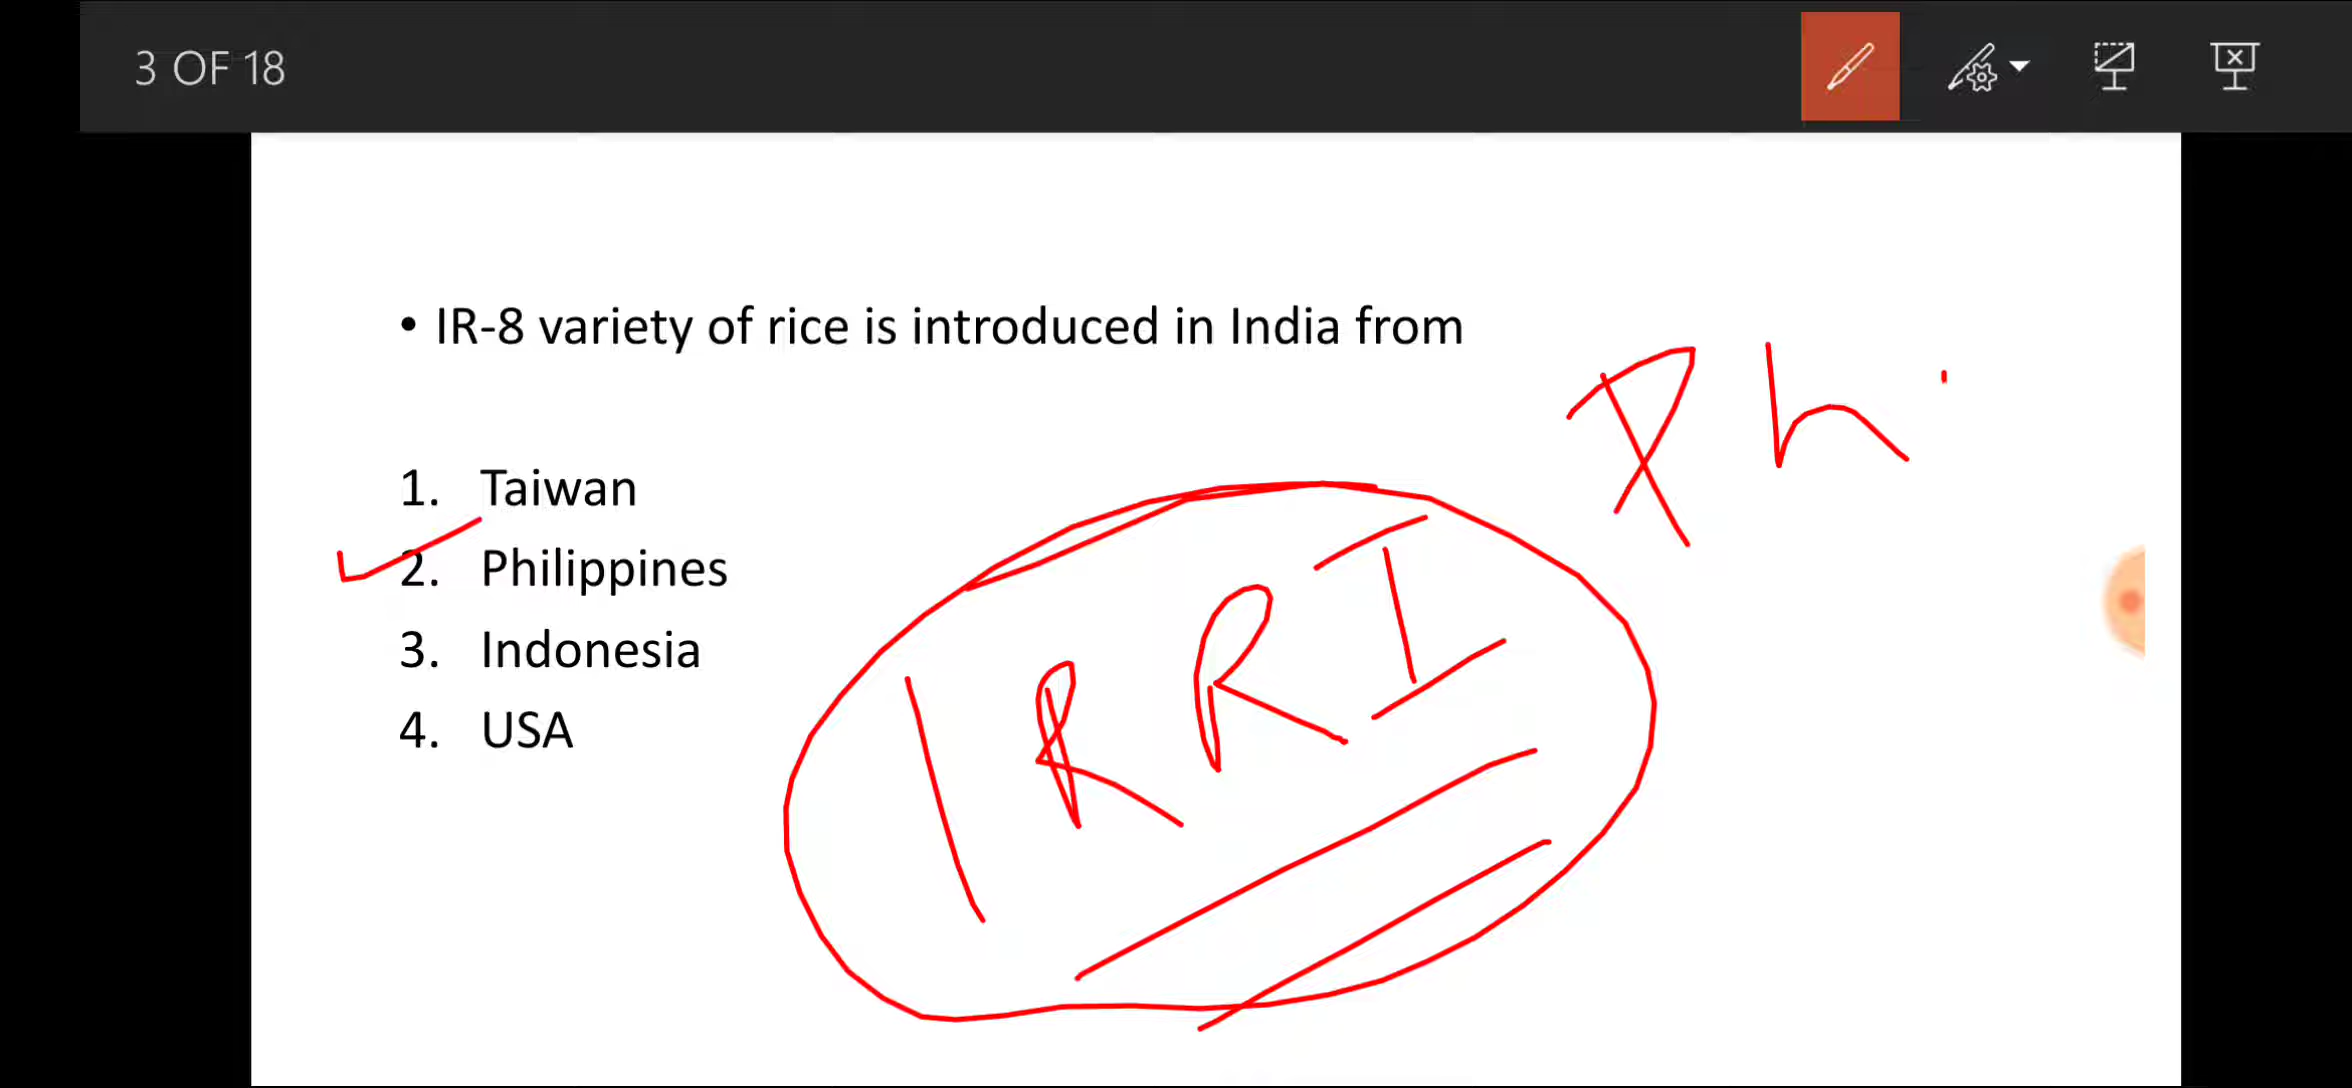 3 OF 18
• IR-8 variety of rice is introduced in India from
Ph
1. Taiwan
2. Philippines
3. Indonesia
4. USA
IRRI